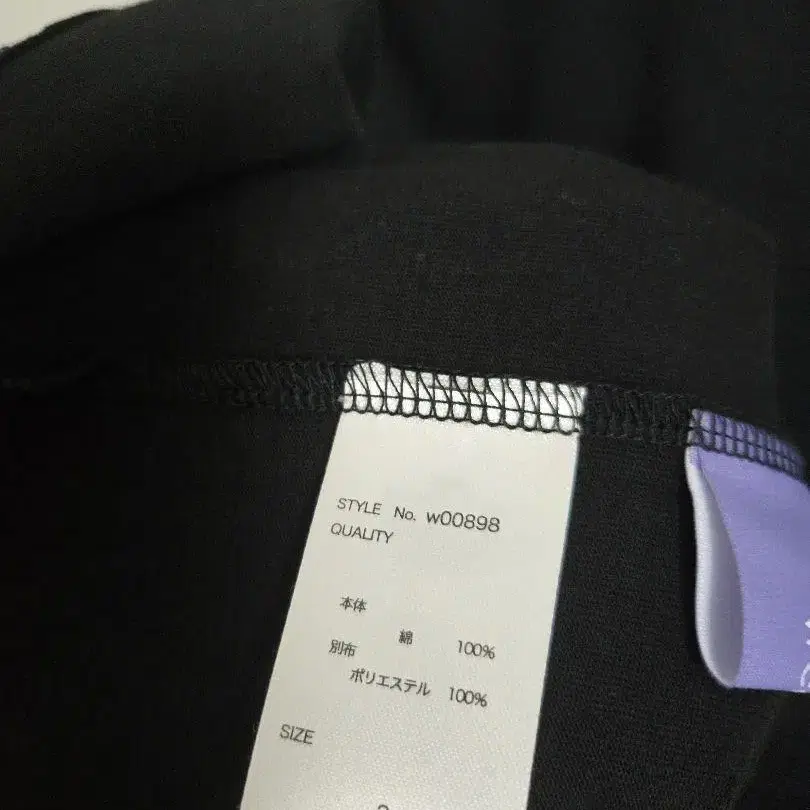 STYLE No. W00898
QUALITY
本体
綿 100%
別布
ポリエステル 100%
SIZE